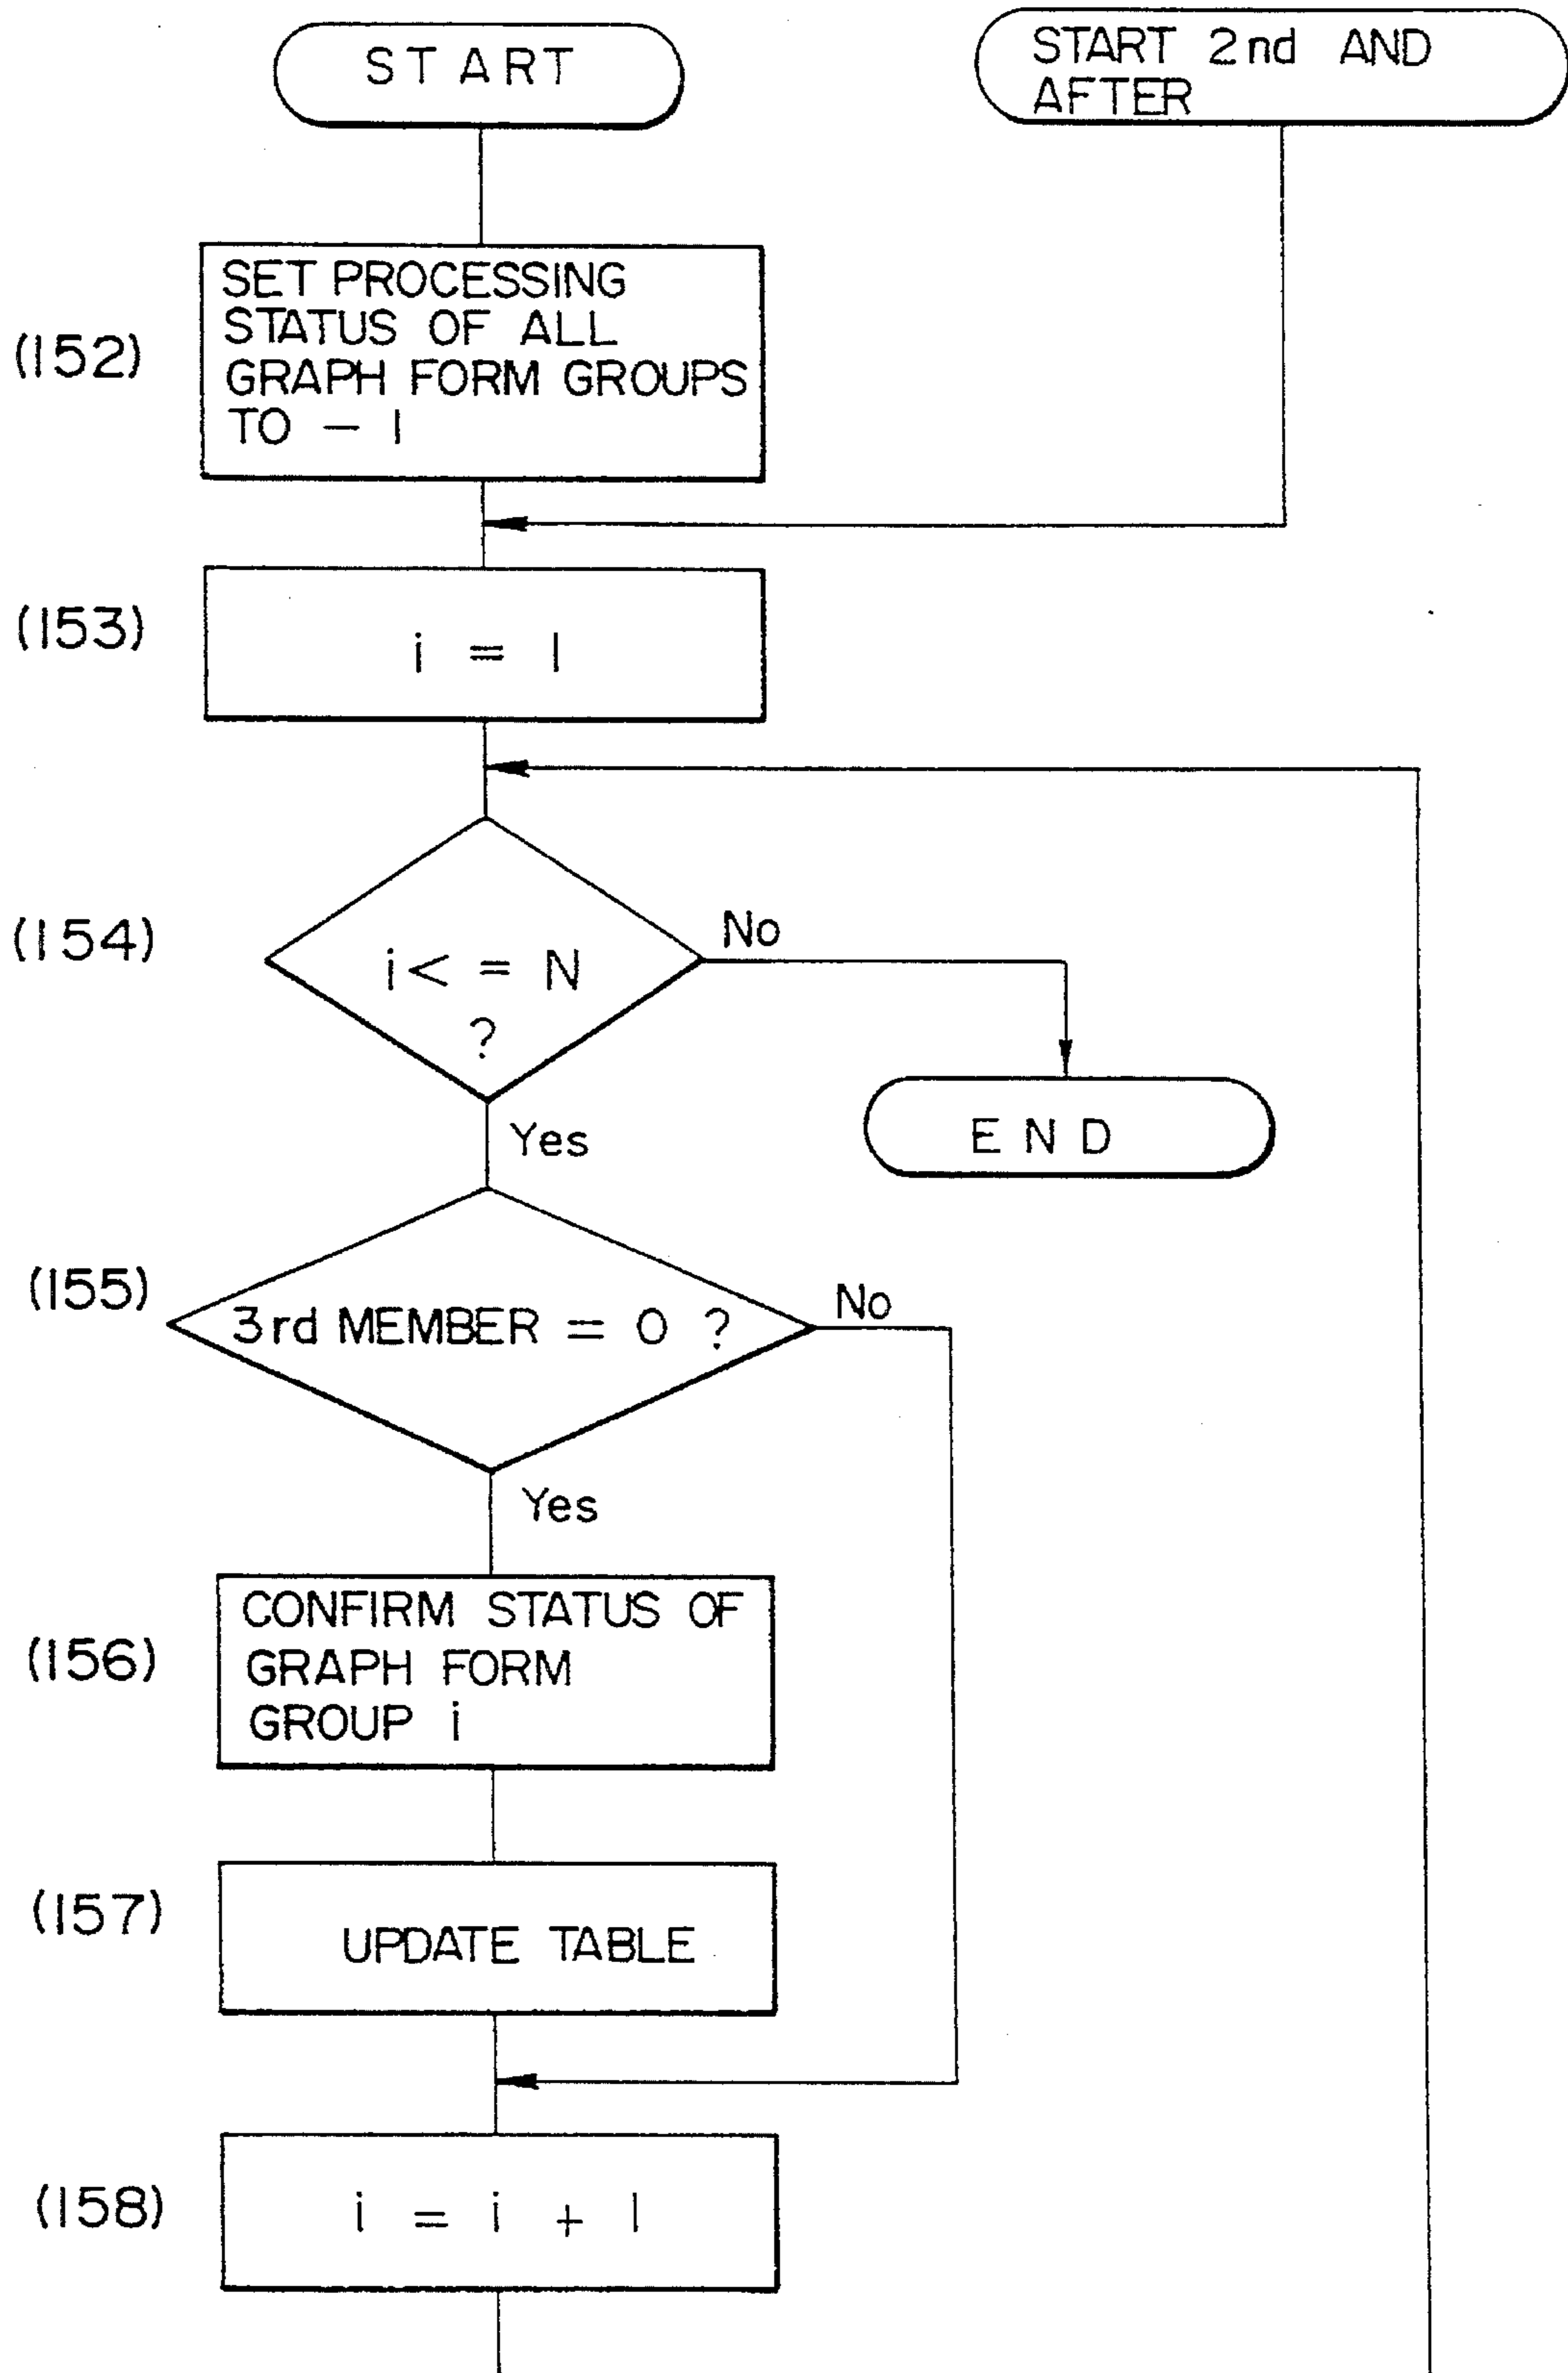 START
START 2nd AND
AFTER
(152)
SET PROCESSING
STATUS OF ALL
GRAPH FORM GROUPS
TO - 1
(153)
i = 1
(154)
i < = N
?
No
END
Yes
(155)
3rd MEMBER = 0 ?
No
Yes
(156)
CONFIRM STATUS OF
GRAPH FORM
GROUP i
(157)
UPDATE TABLE
(158)
i = i + 1